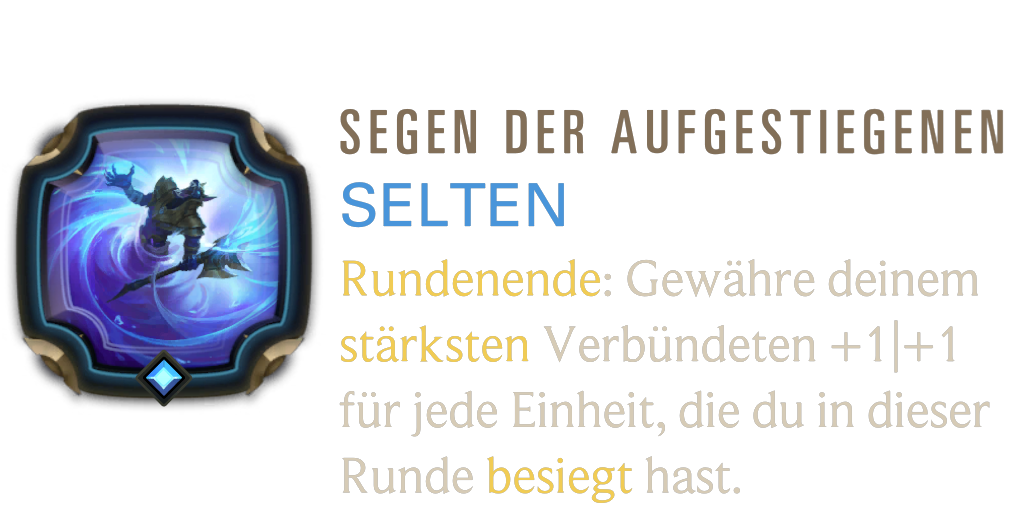 SEGEN DER AUFGESTIEGENEN
SELTEN
Rundenende: Gewähre deinem
stärksten Verbündeten +1|+1
für jede Einheit, die du in dieser
Runde besiegt hast.